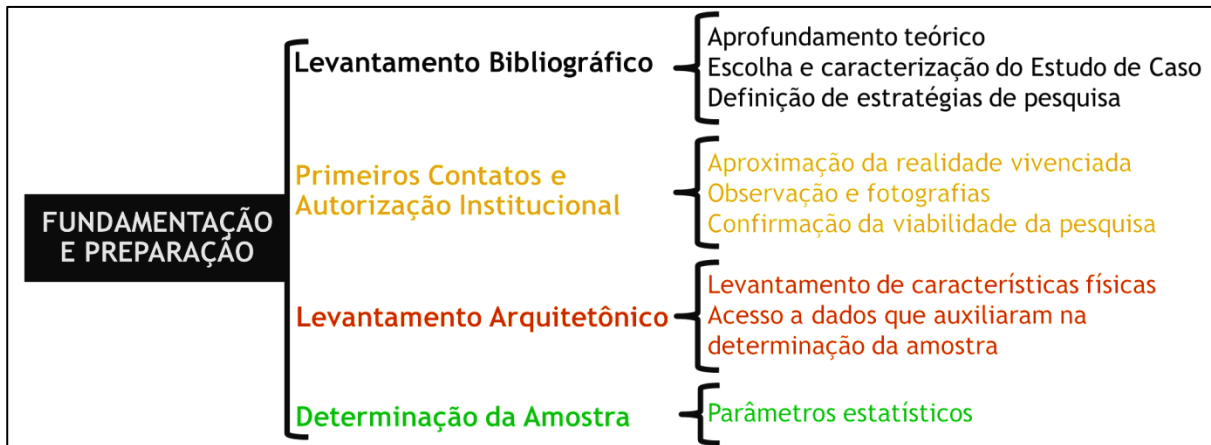 FUNDAMENTAÇÃO
E PREPARAÇÃO
Levantamento Bibliográfico
Aprofundamento teórico
Escolha e caracterização do Estudo de Caso
Definição de estratégias de pesquisa
Primeiros Contatos e
Autorização Institucional
Aproximação da realidade vivenciada
Observação e fotografias
Confirmação da viabilidade da pesquisa
Levantamento Arquitetônico
Levantamento de características físicas
Acesso a dados que auxiliaram na
determinação da amostra
Determinação da Amostra
Parâmetros estatísticos